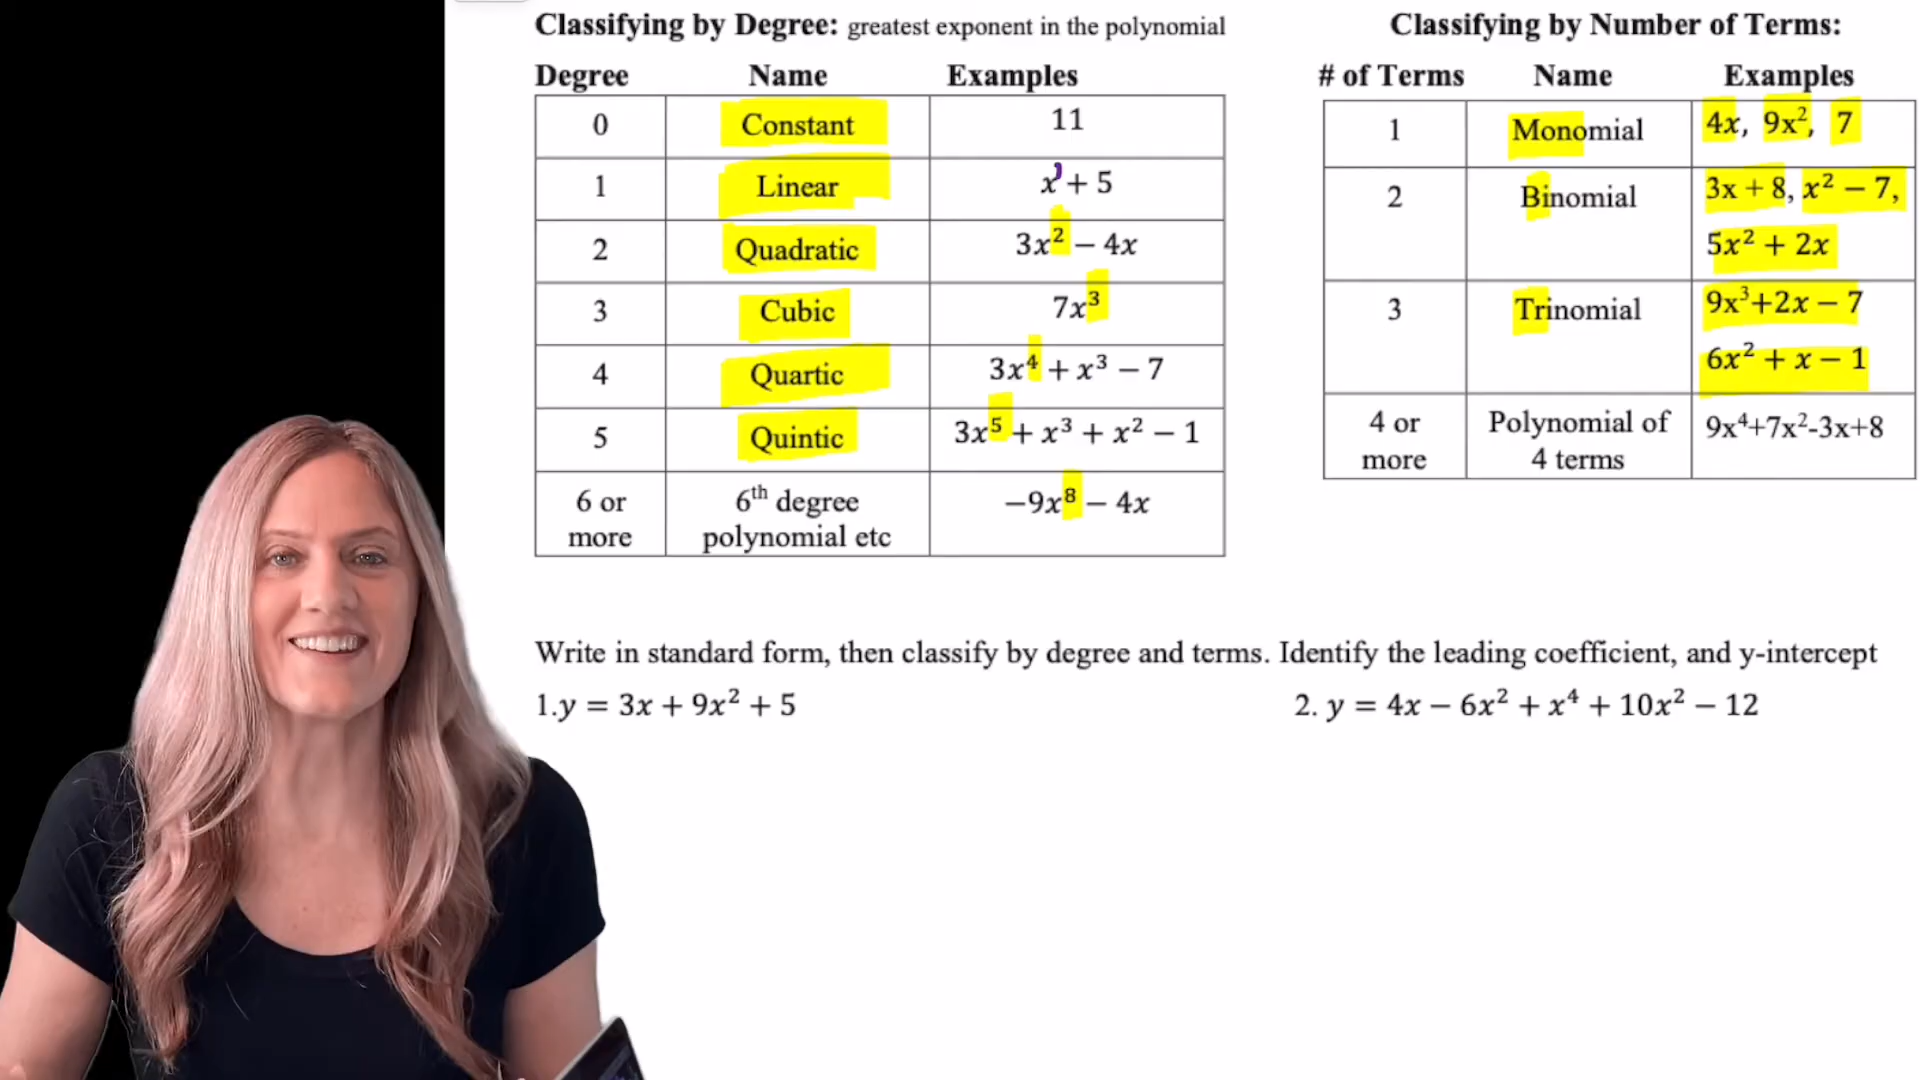 Classifying by Degree: greatest exponent in the polynomial
Degree Name Examples
0 Constant 11
1 Linear x¹ + 5
2 Quadratic 3x² − 4x
3 Cubic 7x³
4 Quartic 3x⁴ + x³ − 7
5 Quintic 3x⁵ + x³ + x² − 1
6 or more 6th degree polynomial etc −9x⁸ − 4x
Classifying by Number of Terms:
# of Terms Name Examples
1 Monomial 4x, 9x², 7
2 Binomial 3x + 8, x² − 7,
5x² + 2x
3 Trinomial 9x³+2x − 7
6x² + x − 1
4 or more Polynomial of 4 terms 9x⁴+7x²-3x+8
Write in standard form, then classify by degree and terms. Identify the leading coefficient, and y-intercept
1.y = 3x + 9x² + 5
2. y = 4x − 6x² + x⁴ + 10x² − 12